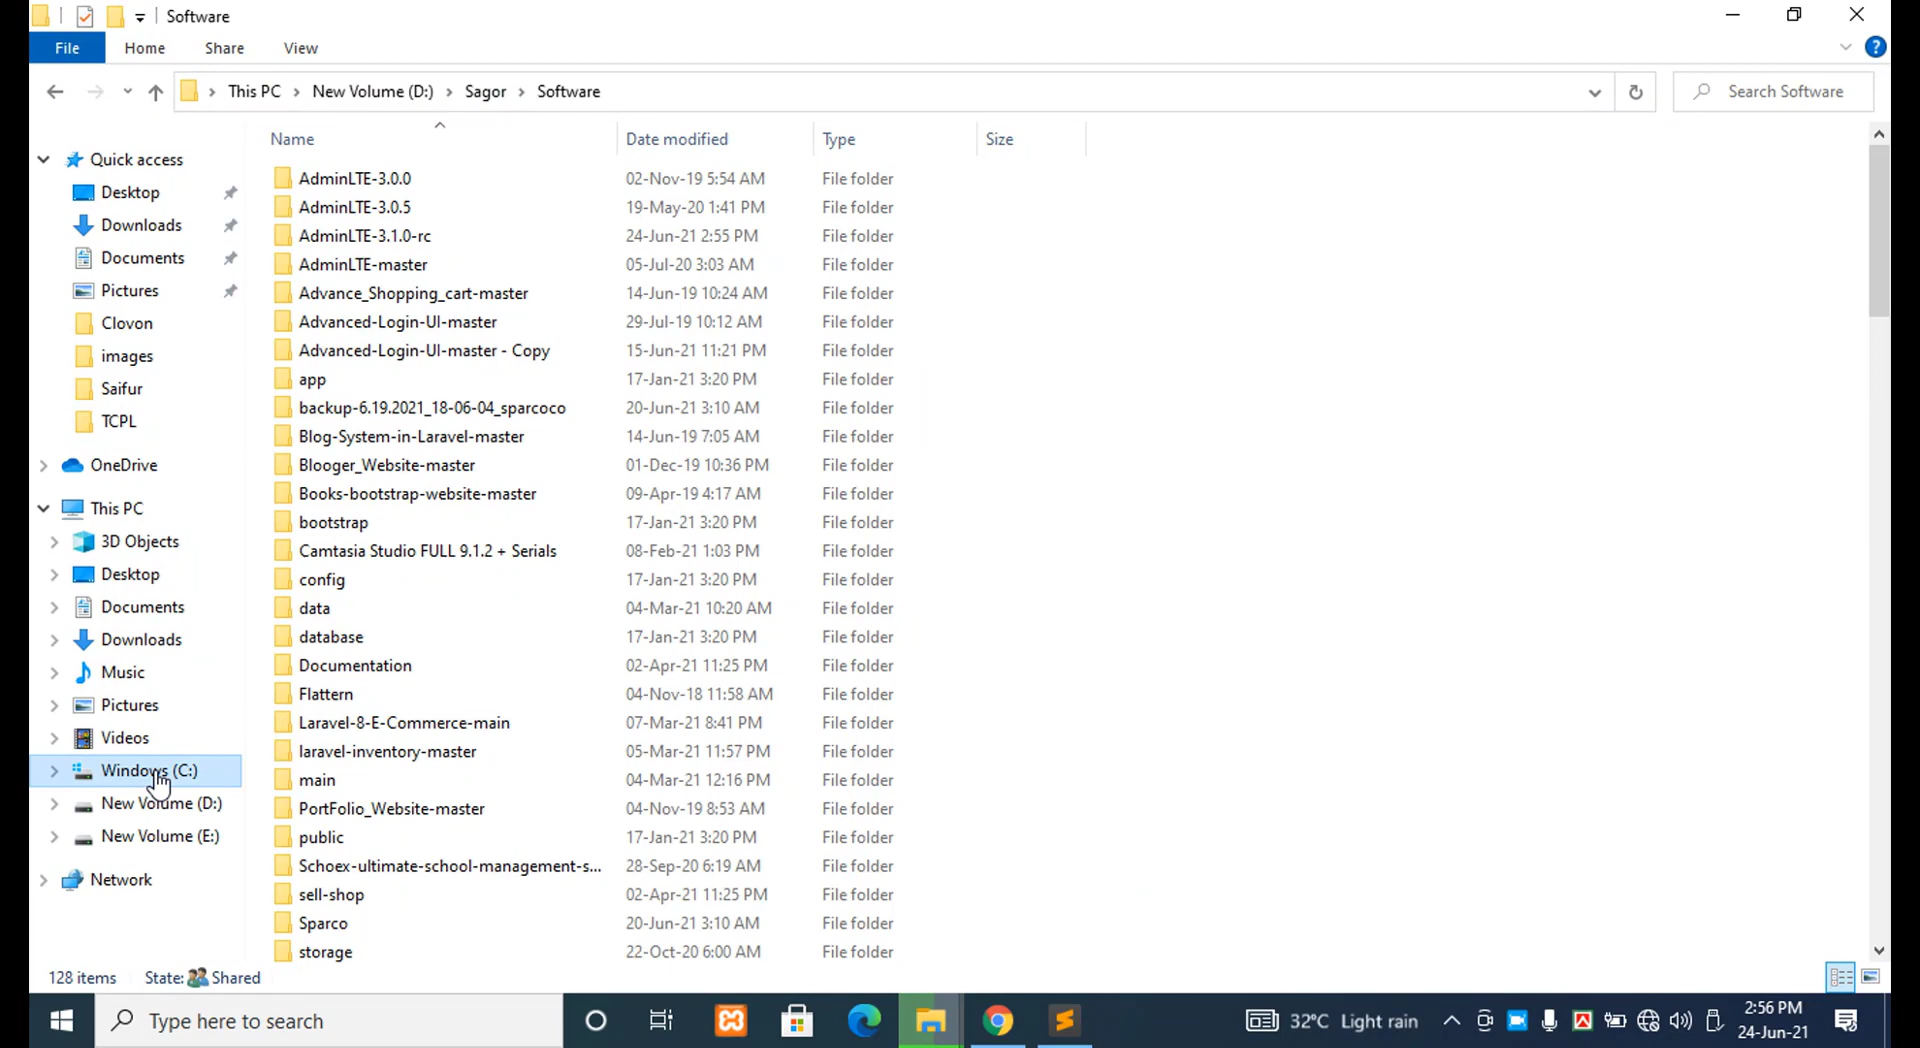 Software
File Home Share View
This PC New Volume (D:) Sagor Software Search Software
Name Date modified Type Size
Quick access
Desktop
Downloads
Documents
Pictures
Clovon
images
Saifur
TCPL
OneDrive
This PC
3D Objects
Desktop
Documents
Downloads
Music
Pictures
Videos
Windows (C:)
New Volume (D:)
New Volume (E:)
Network
AdminLTE-3.0.0 02-Nov-19 5:54 AM File folder
AdminLTE-3.0.5 19-May-20 1:41 PM File folder
AdminLTE-3.1.0-rc 24-Jun-21 2:55 PM File folder
AdminLTE-master 05-Jul-20 3:03 AM File folder
Advance_Shopping_cart-master 14-Jun-19 10:24 AM File folder
Advanced-Login-UI-master 29-Jul-19 10:12 AM File folder
Advanced-Login-UI-master - Copy 15-Jun-21 11:21 PM File folder
app 17-Jan-21 3:20 PM File folder
backup-6.19.2021_18-06-04_sparcoco 20-Jun-21 3:10 AM File folder
Blog-System-in-Laravel-master 14-Jun-19 7:05 AM File folder
Blooger_Website-master 01-Dec-19 10:36 PM File folder
Books-bootstrap-website-master 09-Apr-19 4:17 AM File folder
bootstrap 17-Jan-21 3:20 PM File folder
Camtasia Studio FULL 9.1.2 + Serials 08-Feb-21 1:03 PM File folder
config 17-Jan-21 3:20 PM File folder
data 04-Mar-21 10:20 AM File folder
database 17-Jan-21 3:20 PM File folder
Documentation 02-Apr-21 11:25 PM File folder
Flattern 04-Nov-18 11:58 AM File folder
Laravel-8-E-Commerce-main 07-Mar-21 8:41 PM File folder
laravel-inventory-master 05-Mar-21 11:57 PM File folder
main 04-Mar-21 12:16 PM File folder
PortFolio_Website-master 04-Nov-19 8:53 AM File folder
public 17-Jan-21 3:20 PM File folder
Schoex-ultimate-school-management-s... 28-Sep-20 6:19 AM File folder
sell-shop 02-Apr-21 11:25 PM File folder
Sparco 20-Jun-21 3:10 AM File folder
storage 22-Oct-20 6:00 AM File folder
128 items State: Shared
Type here to search 32°C Light rain 2:56 PM
24-Jun-21